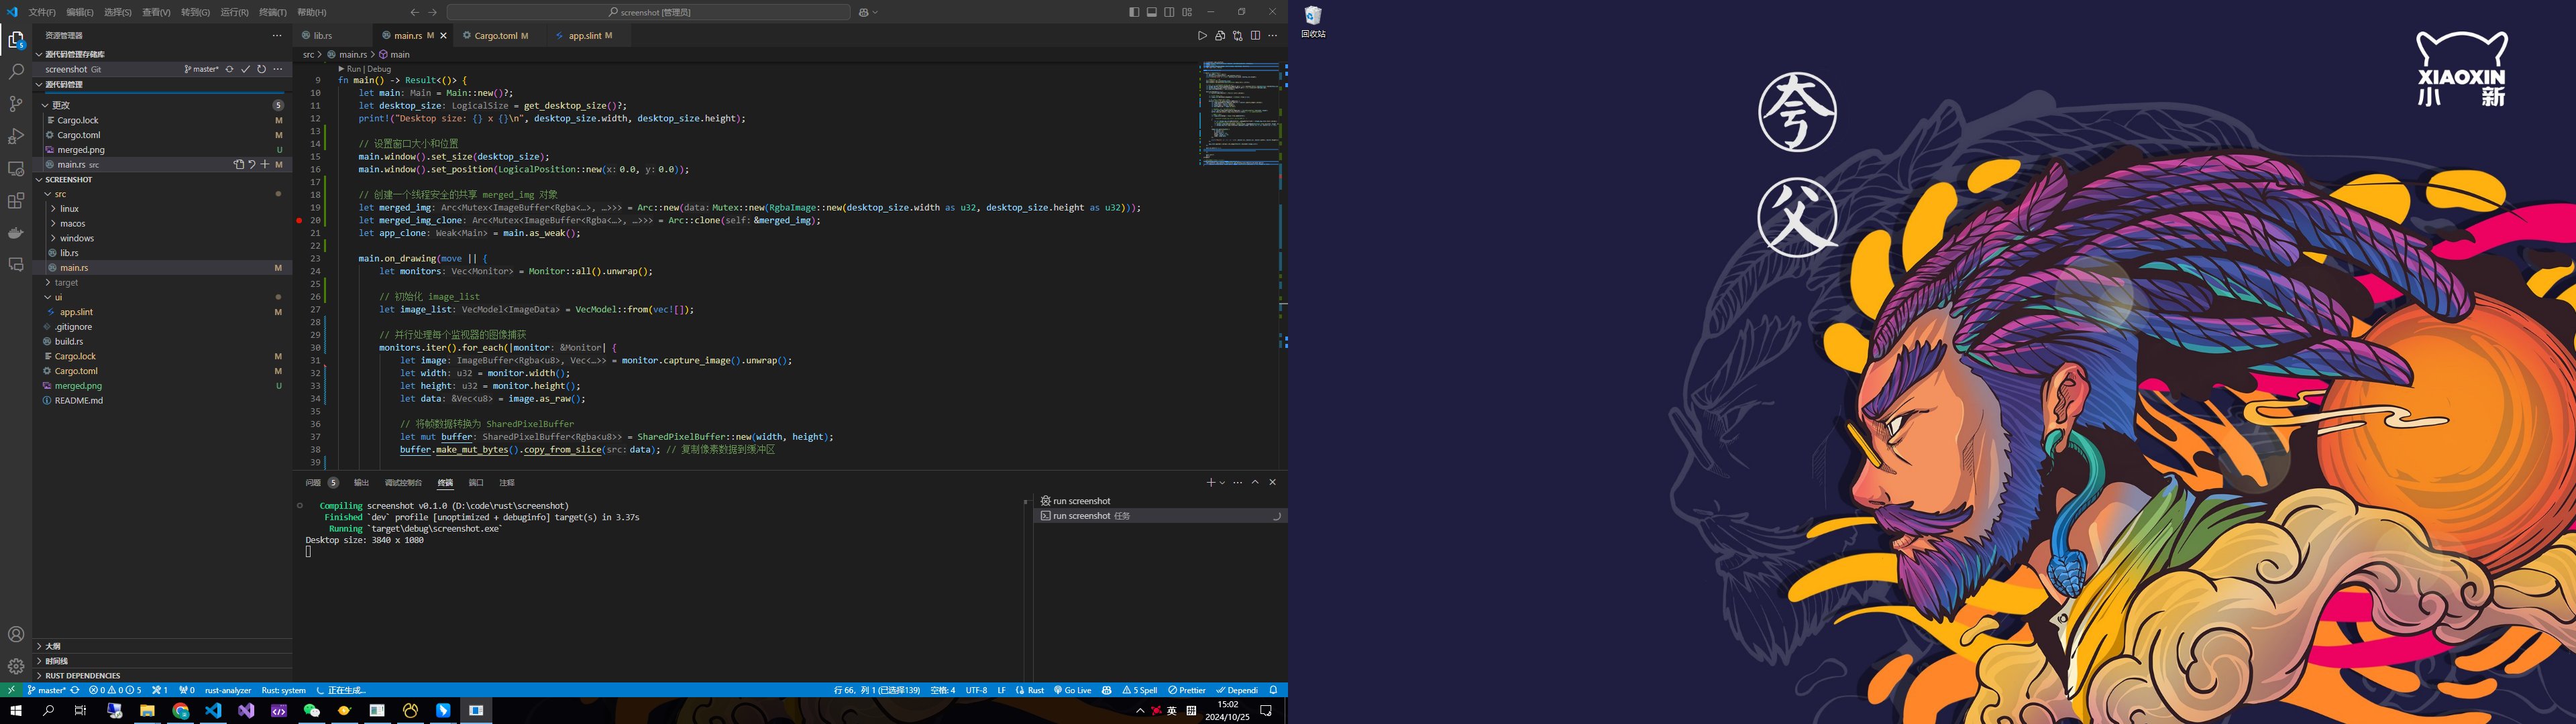 文件(F) 编辑(E) 选择(S) 查看(V) 转到(G) 运行(R) 终端(T) 帮助(H)
screenshot [管理员]
资源管理器
源代码管理存储库
screenshot Git master*
源代码管理
更改 5
Cargo.lock M
Cargo.toml M
merged.png U
main.rs src M
SCREENSHOT
src
linux
macos
windows
lib.rs
main.rs M
target
ui
app.slint M
.gitignore
build.rs
Cargo.lock M
Cargo.toml M
merged.png U
README.md
大纲
时间线
RUST DEPENDENCIES
lib.rs main.rs M Cargo.toml M app.slint M
src main.rs main
Run | Debug
9 fn main() -> Result<()> {
10 let main: Main = Main::new()?;
11 let desktop_size: LogicalSize = get_desktop_size()?;
12 print!("Desktop size: {} x {}\n", desktop_size.width, desktop_size.height);
13
14 // 设置窗口大小和位置
15 main.window().set_size(desktop_size);
16 main.window().set_position(LogicalPosition::new(x: 0.0, y: 0.0));
17
18 // 创建一个线程安全的共享 merged_img 对象
19 let merged_img: Arc<Mutex<ImageBuffer<Rgba<…>, …>>> = Arc::new(data: Mutex::new(RgbaImage::new(desktop_size.width as u32, desktop_size.height as u32)));
20 let merged_img_clone: Arc<Mutex<ImageBuffer<Rgba<…>, …>>> = Arc::clone(self: &merged_img);
21 let app_clone: Weak<Main> = main.as_weak();
22
23 main.on_drawing(move || {
24 let monitors: Vec<Monitor> = Monitor::all().unwrap();
25
26 // 初始化 image_list
27 let image_list: VecModel<ImageData> = VecModel::from(vec![]);
28
29 // 并行处理每个监视器的图像捕获
30 monitors.iter().for_each(|monitor: &Monitor| {
31 let image: ImageBuffer<Rgba<u8>, Vec<…>> = monitor.capture_image().unwrap();
32 let width: u32 = monitor.width();
33 let height: u32 = monitor.height();
34 let data: &Vec<u8> = image.as_raw();
35
36 // 将帧数据转换为 SharedPixelBuffer
37 let mut buffer: SharedPixelBuffer<Rgba<u8>> = SharedPixelBuffer::new(width, height);
38 buffer.make_mut_bytes().copy_from_slice(src: data); // 复制像素数据到缓冲区
39
问题 5 输出 调试控制台 终端 端口 注释
Compiling screenshot v0.1.0 (D:\code\rust\screenshot)
Finished `dev` profile [unoptimized + debuginfo] target(s) in 3.37s
Running `target\debug\screenshot.exe`
Desktop size: 3840 x 1080
run screenshot
run screenshot 任务
master* 0 0 5 1 0 rust-analyzer Rust: system 正在生成... 行 66, 列 1 (已选择139) 空格: 4 UTF-8 LF Rust Go Live 5 Spell Prettier Dependi
英
15:02
2024/10/25
回收站
夸
父
XIAOXIN
小 新